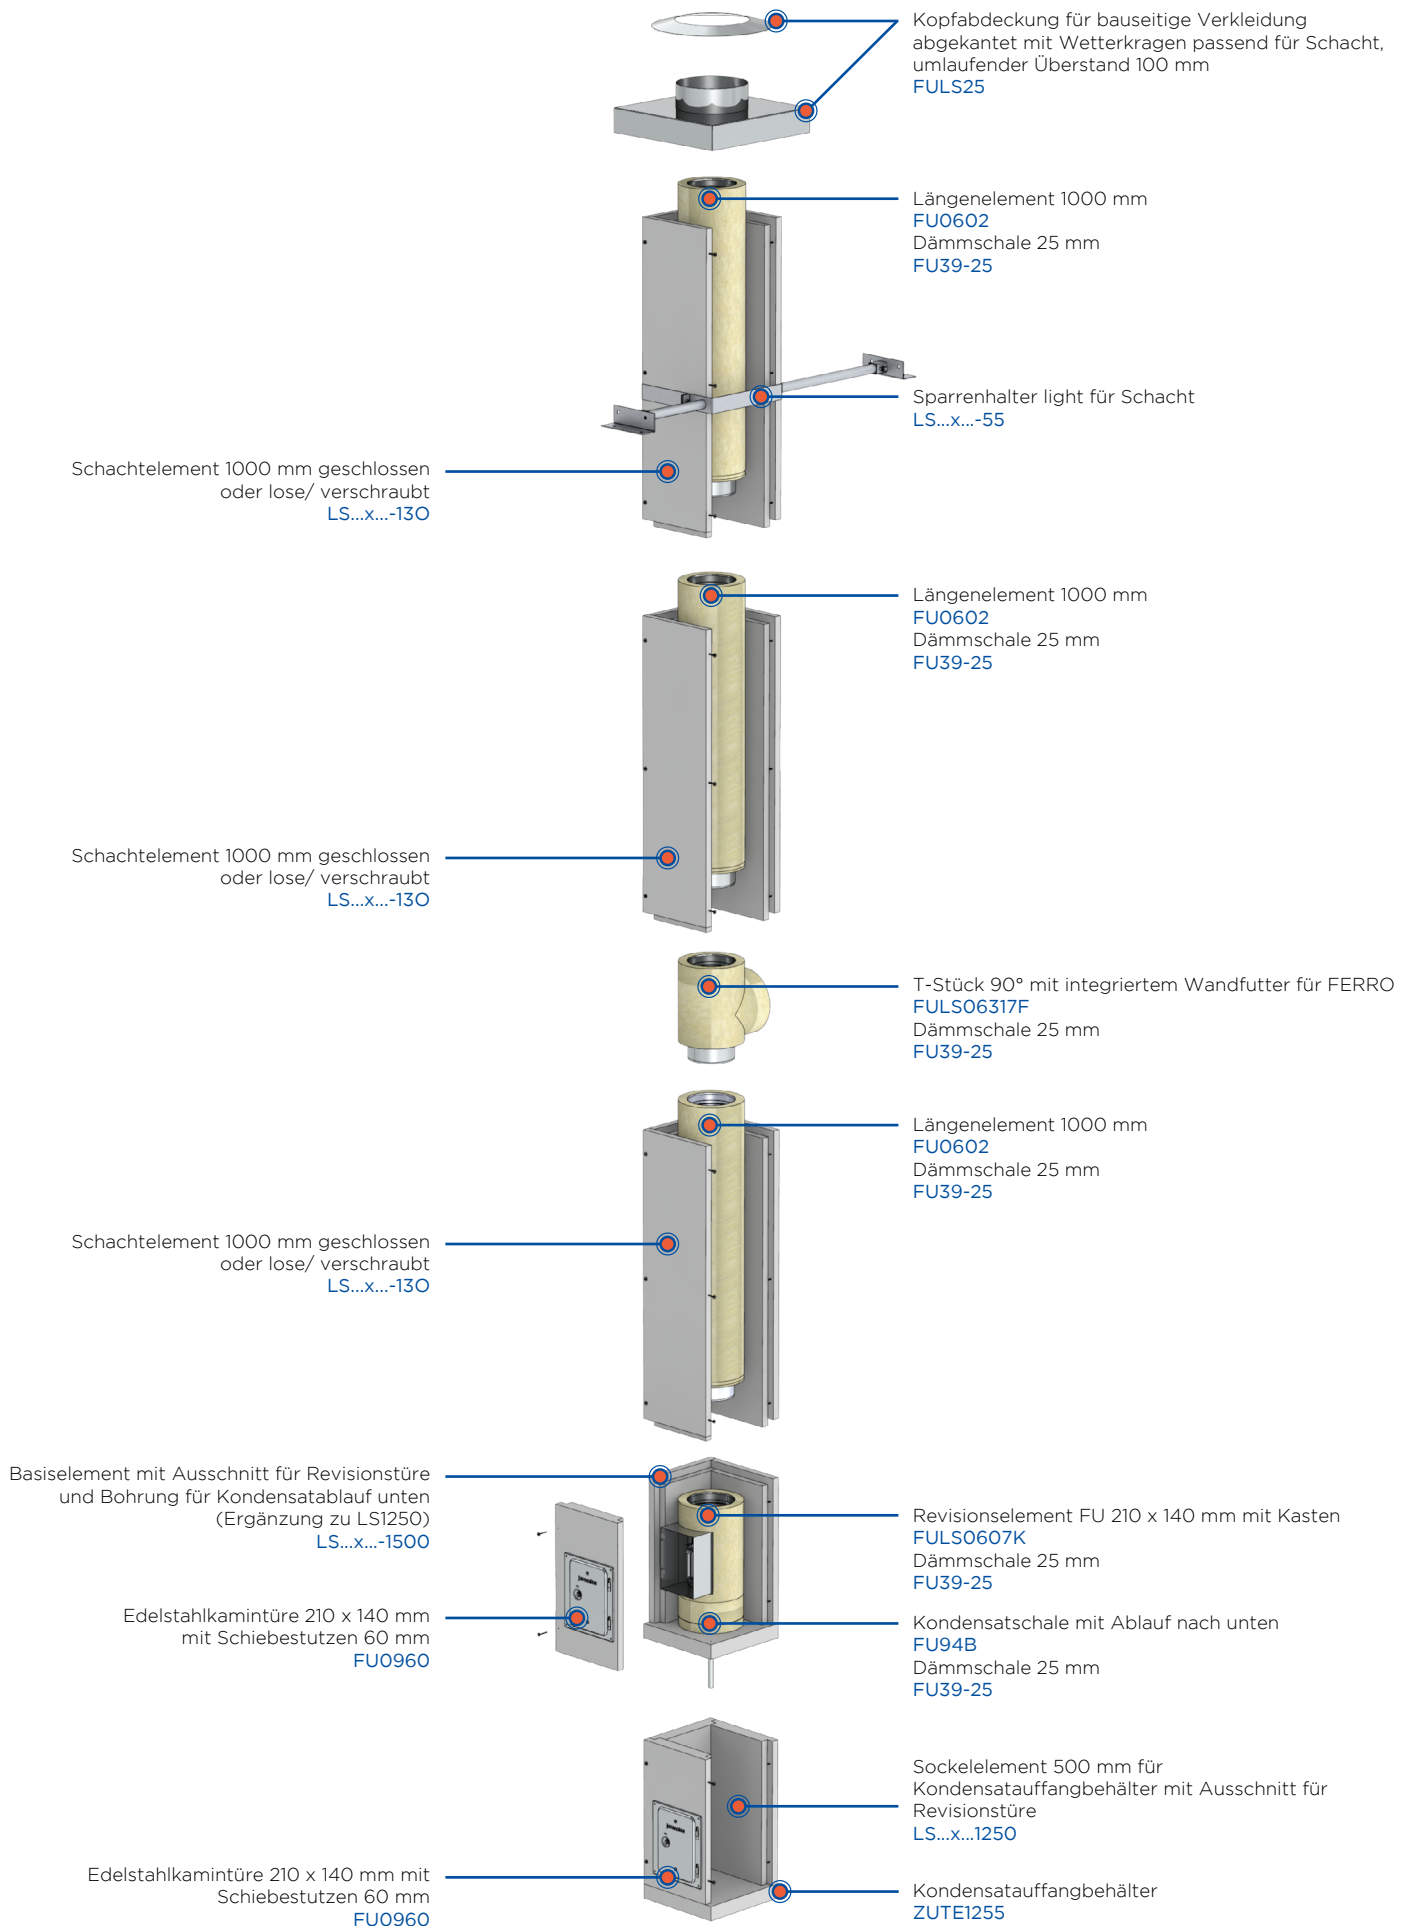 Kopfabdeckung für bauseitige Verkleidung
abgekantet mit Wetterkragen passend für Schacht,
umlaufender Überstand 100 mm
FULS25
Längenelement 1000 mm
FU0602
Dämmschale 25 mm
FU39-25
Sparrenhalter light für Schacht
LS...x...-55
Schachtelement 1000 mm geschlossen
oder lose/ verschraubt
LS...x...-13O
Längenelement 1000 mm
FU0602
Dämmschale 25 mm
FU39-25
Schachtelement 1000 mm geschlossen
oder lose/ verschraubt
LS...x...-13O
T-Stück 90° mit integriertem Wandfutter für FERRO
FULS06317F
Dämmschale 25 mm
FU39-25
Längenelement 1000 mm
FU0602
Dämmschale 25 mm
FU39-25
Schachtelement 1000 mm geschlossen
oder lose/ verschraubt
LS...x...-13O
Basiselement mit Ausschnitt für Revisionstüre
und Bohrung für Kondensatablauf unten
(Ergänzung zu LS1250)
LS...x...-1500
Revisionselement FU 210 x 140 mm mit Kasten
FULS0607K
Dämmschale 25 mm
FU39-25
Edelstahlkamintüre 210 x 140 mm
mit Schiebestutzen 60 mm
FU0960
Kondensatschale mit Ablauf nach unten
FU94B
Dämmschale 25 mm
FU39-25
Sockelelement 500 mm für
Kondensatauffangbehälter mit Ausschnitt für
Revisionstüre
LS...x...1250
Edelstahlkamintüre 210 x 140 mm mit
Schiebestutzen 60 mm
FU0960
Kondensatauffangbehälter
ZUTE1255